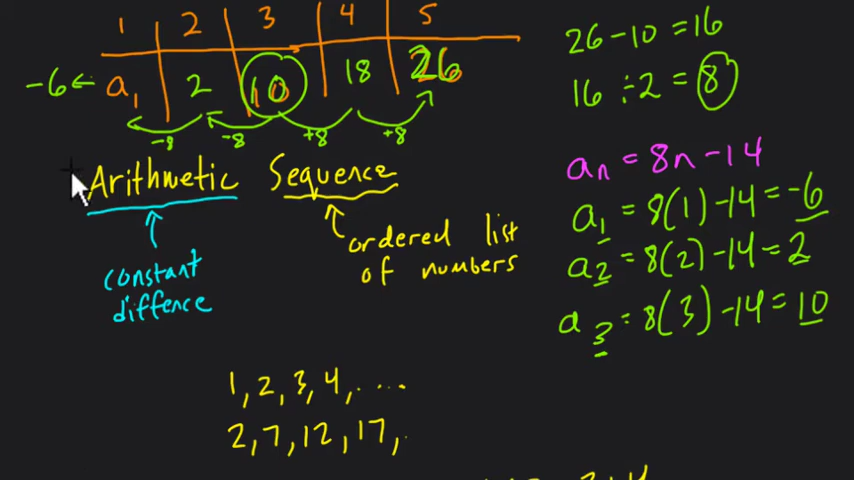 1 2 3 4 5
-6 ← a₁ 2 10 18 26
-8 -8 +8 +8
26 - 10 = 16
16 ÷ 2 = 8
Arithmetic Sequence
constant
diffence
ordered list
of numbers
aₙ = 8n - 14
a₁ = 8(1) - 14 = -6
a₂ = 8(2) - 14 = 2
a₃ = 8(3) - 14 = 10
1, 2, 3, 4, ....
2, 7, 12, 17,